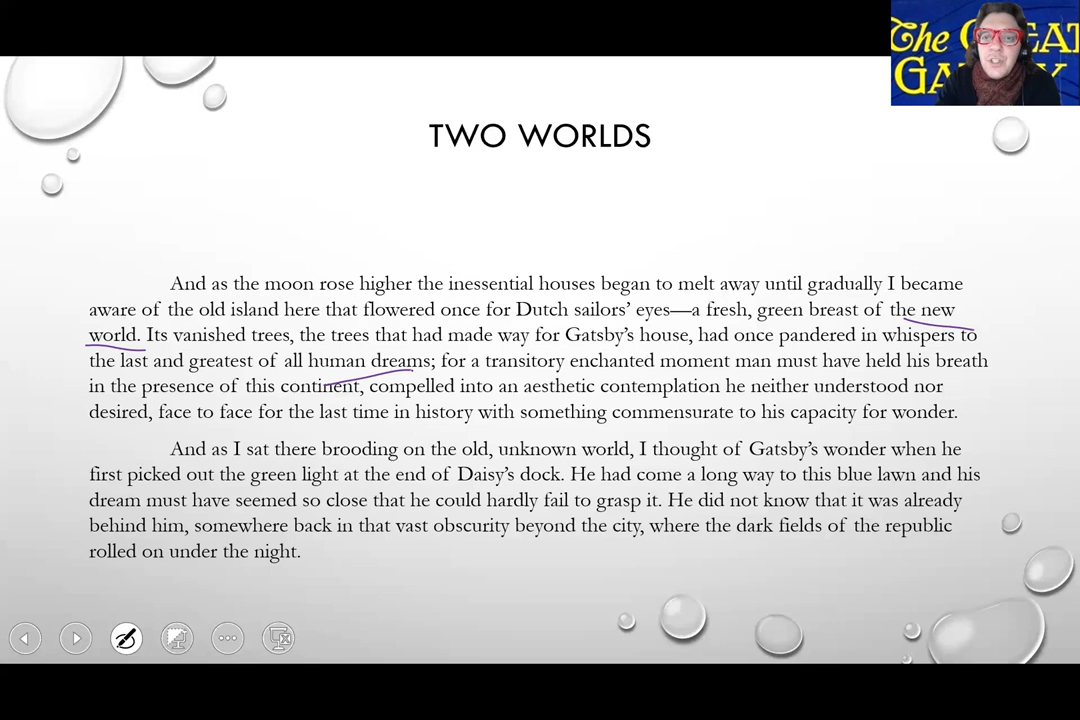 The GREAT
GA
TWO WORLDS
And as the moon rose higher the inessential houses began to melt away until gradually I became
aware of the old island here that flowered once for Dutch sailors’ eyes—a fresh, green breast of the new
world. Its vanished trees, the trees that had made way for Gatsby’s house, had once pandered in whispers to
the last and greatest of all human dreams; for a transitory enchanted moment man must have held his breath
in the presence of this continent, compelled into an aesthetic contemplation he neither understood nor
desired, face to face for the last time in history with something commensurate to his capacity for wonder.
And as I sat there brooding on the old, unknown world, I thought of Gatsby’s wonder when he
first picked out the green light at the end of Daisy’s dock. He had come a long way to this blue lawn and his
dream must have seemed so close that he could hardly fail to grasp it. He did not know that it was already
behind him, somewhere back in that vast obscurity beyond the city, where the dark fields of the republic
rolled on under the night.